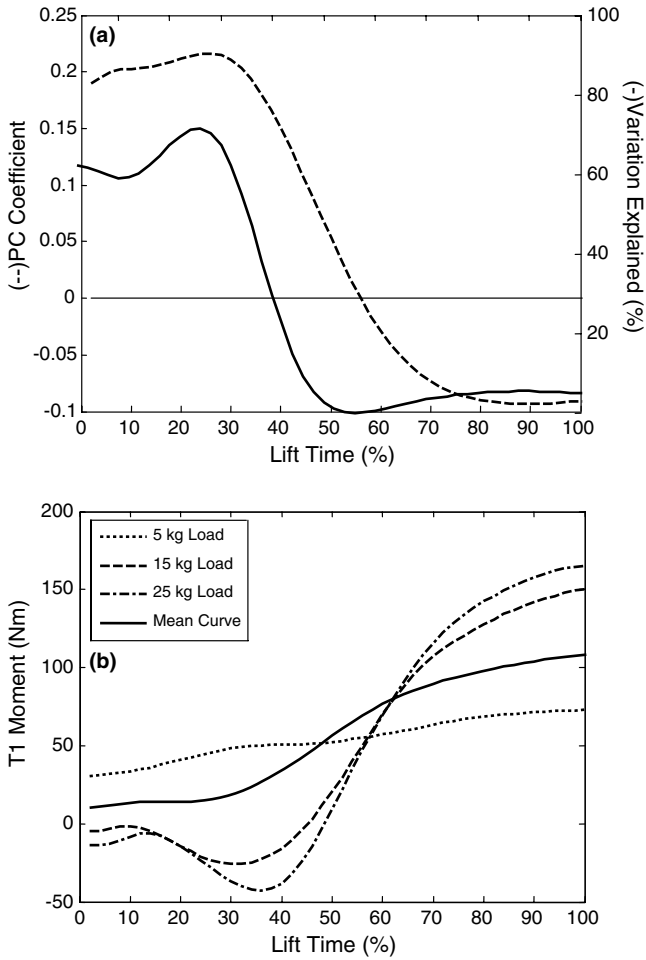 (a)
0.25
0.2
0.15
0.1
0.05
0
-0.05
-0.1
(--)PC Coefficient
100
80
60
40
20
(-)Variation Explained (%)
0 10 20 30 40 50 60 70 80 90 100
Lift Time (%)
200
150
100
50
0
-50
T1 Moment (Nm)
5 kg Load
15 kg Load
25 kg Load
Mean Curve
(b)
0 10 20 30 40 50 60 70 80 90 100
Lift Time (%)